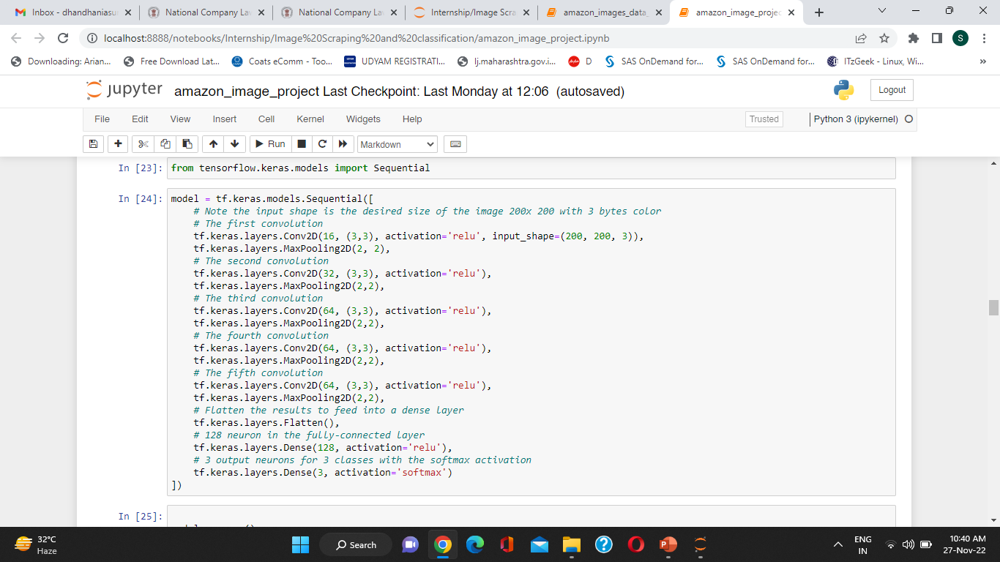 Inbox - dhandhaniasu
National Company La
National Company La
Internship/Image Scra
amazon_images_data_
amazon_image_projec
localhost:8888/notebooks/Internship/Image%20Scraping%20and%20classification/amazon_image_project.ipynb
S
Downloading: Arian...
Free Download Lat...
Coats eComm - Too...
UDYAM REGISTRATI...
lj.maharashtra.gov.i...
D
SAS OnDemand for...
SAS OnDemand for...
ITzGeek - Linux, Wi...
»
jupyter amazon_image_project Last Checkpoint: Last Monday at 12:06 (autosaved)
Logout
File Edit View Insert Cell Kernel Widgets Help
Trusted
Python 3 (ipykernel)
Run
Markdown
In [23]: from tensorflow.keras.models import Sequential
In [24]: model = tf.keras.models.Sequential([
# Note the input shape is the desired size of the image 200x 200 with 3 bytes color
# The first convolution
tf.keras.layers.Conv2D(16, (3,3), activation='relu', input_shape=(200, 200, 3)),
tf.keras.layers.MaxPooling2D(2, 2),
# The second convolution
tf.keras.layers.Conv2D(32, (3,3), activation='relu'),
tf.keras.layers.MaxPooling2D(2,2),
# The third convolution
tf.keras.layers.Conv2D(64, (3,3), activation='relu'),
tf.keras.layers.MaxPooling2D(2,2),
# The fourth convolution
tf.keras.layers.Conv2D(64, (3,3), activation='relu'),
tf.keras.layers.MaxPooling2D(2,2),
# The fifth convolution
tf.keras.layers.Conv2D(64, (3,3), activation='relu'),
tf.keras.layers.MaxPooling2D(2,2),
# Flatten the results to feed into a dense layer
tf.keras.layers.Flatten(),
# 128 neuron in the fully-connected layer
tf.keras.layers.Dense(128, activation='relu'),
# 3 output neurons for 3 classes with the softmax activation
tf.keras.layers.Dense(3, activation='softmax')
])
In [25]:
32°C
Haze
Search
ENG
IN
10:40 AM
27-Nov-22